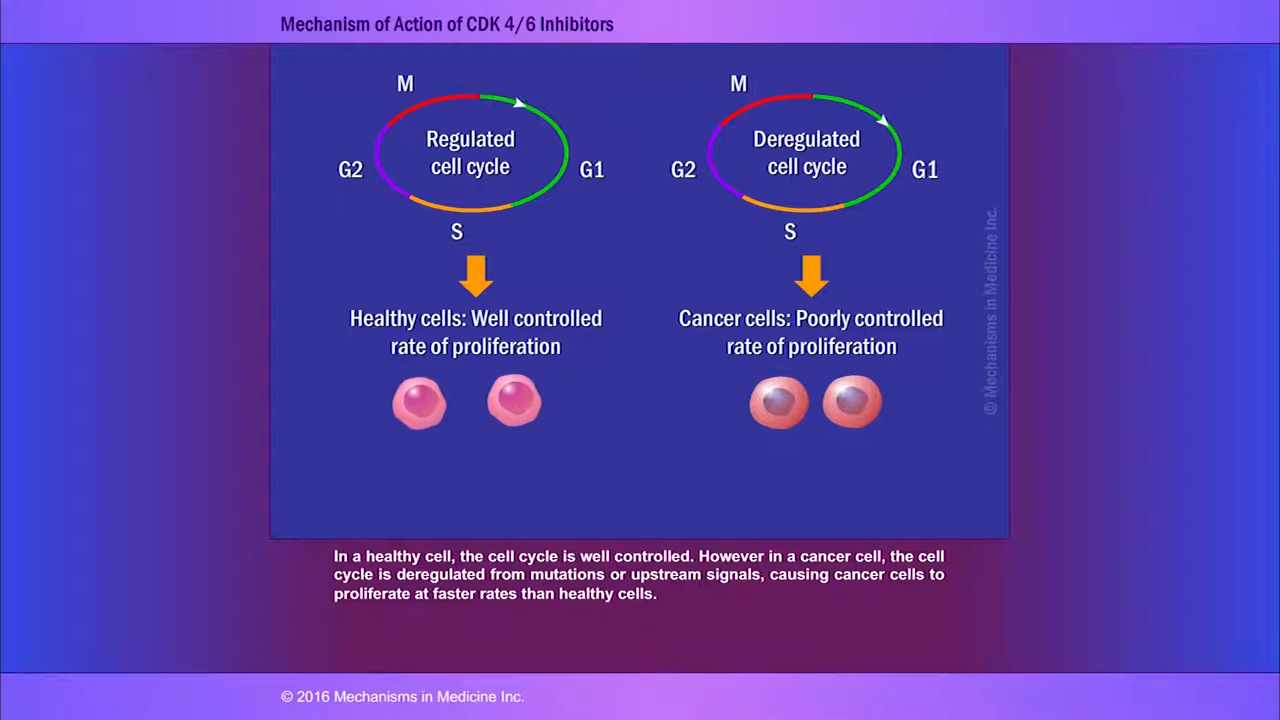 Mechanism of Action of CDK 4/6 Inhibitors
M
Regulated
cell cycle
G2
G1
S
Healthy cells: Well controlled
rate of proliferation
M
Deregulated
cell cycle
G2
G1
S
Cancer cells: Poorly controlled
rate of proliferation
© Mechanisms in Medicine Inc.
In a healthy cell, the cell cycle is well controlled. However in a cancer cell, the cell
cycle is deregulated from mutations or upstream signals, causing cancer cells to
proliferate at faster rates than healthy cells.
© 2016 Mechanisms in Medicine Inc.